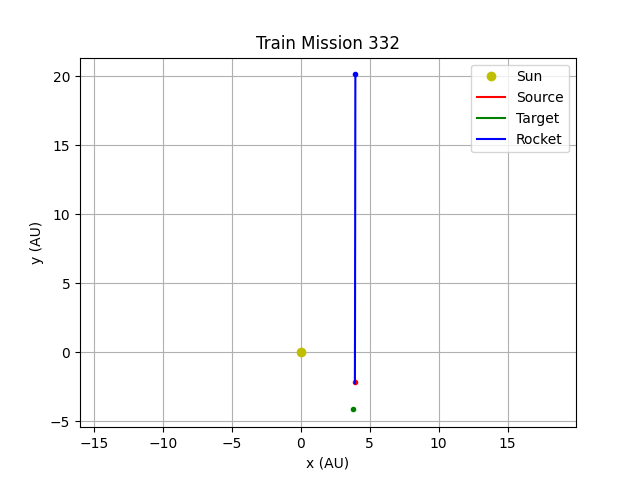 Train Mission 332
20
15
10
5
0
−5
y (AU)
−15
−10
−5
0
5
10
15
x (AU)
Sun
Source
Target
Rocket